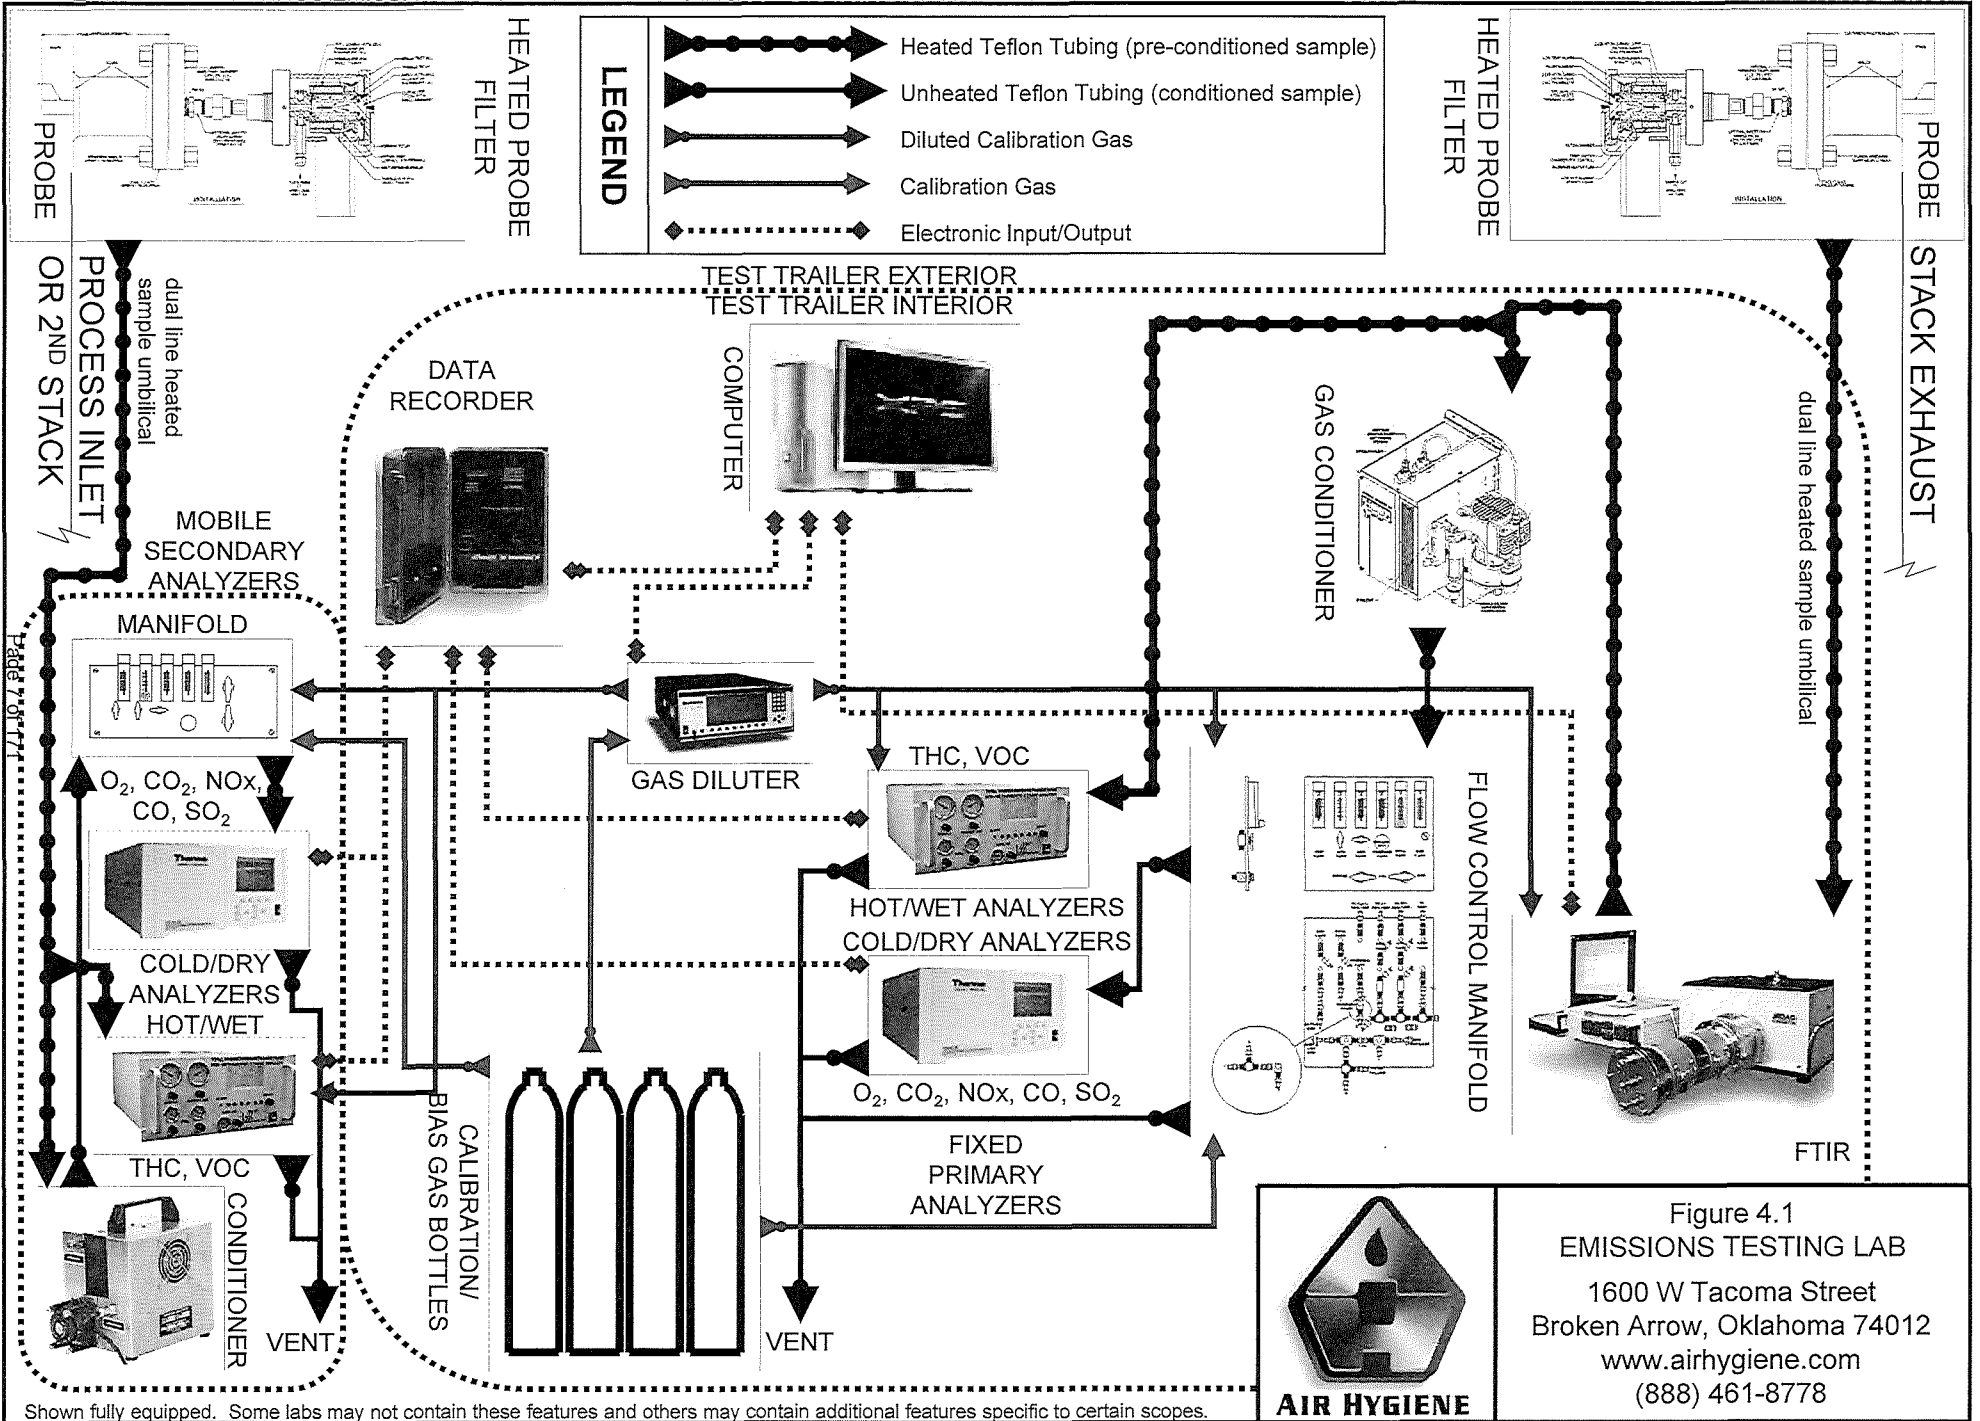 HEATED PROBE
FILTER
PROBE
INSTALLATION
LEGEND
Heated Teflon Tubing (pre-conditioned sample)
Unheated Teflon Tubing (conditioned sample)
Diluted Calibration Gas
Calibration Gas
Electronic Input/Output
HEATED PROBE
FILTER
PROBE
INSTALLATION
PROCESS INLET
OR 2ND STACK
dual line heated
sample umbilical
STACK EXHAUST
dual line heated sample umbilical
TEST TRAILER EXTERIOR
TEST TRAILER INTERIOR
DATA
RECORDER
COMPUTER
GAS CONDITIONER
MOBILE
SECONDARY
ANALYZERS
MANIFOLD
O2, CO2, NOx,
CO, SO2
Thermo
COLD/DRY
ANALYZERS
HOT/WET
THC, VOC
CONDITIONER
VENT
GAS DILUTER
CALIBRATION/
BIAS GAS BOTTLES
THC, VOC
HOT/WET ANALYZERS
COLD/DRY ANALYZERS
Thermo
O2, CO2, NOx, CO, SO2
FIXED
PRIMARY
ANALYZERS
VENT
FLOW CONTROL MANIFOLD
FTIR
AIR HYGIENE
Figure 4.1
EMISSIONS TESTING LAB
1600 W Tacoma Street
Broken Arrow, Oklahoma 74012
www.airhygiene.com
(888) 461-8778
Shown fully equipped. Some labs may not contain these features and others may contain additional features specific to certain scopes.